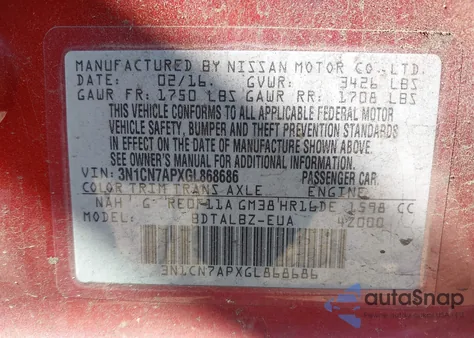 MANUFACTURED BY NISSAN MOTOR CO.,LTD.
DATE: 02/16. GVWR: 3426 LBS
GAWR FR: 1750 LBS GAWR RR: 1708 LBS
THIS VEHICLE CONFORMS TO ALL APPLICABLE FEDERAL MOTOR
VEHICLE SAFETY, BUMPER AND THEFT PREVENTION STANDARDS
IN EFFECT ON THE DATE OF MANUFACTURE SHOWN ABOVE.
SEE OWNER'S MANUAL FOR ADDITIONAL INFORMATION.
VIN: 3N1CN7APXGL868686 PASSENGER CAR
COLOR TRIM TRANS AXLE ENGINE
NAH G RE0F11A GM38 HR16DE 1598 CC
BDTALBZ-EUA 4Z000
3N1CN7APXGL868686
autoSnap